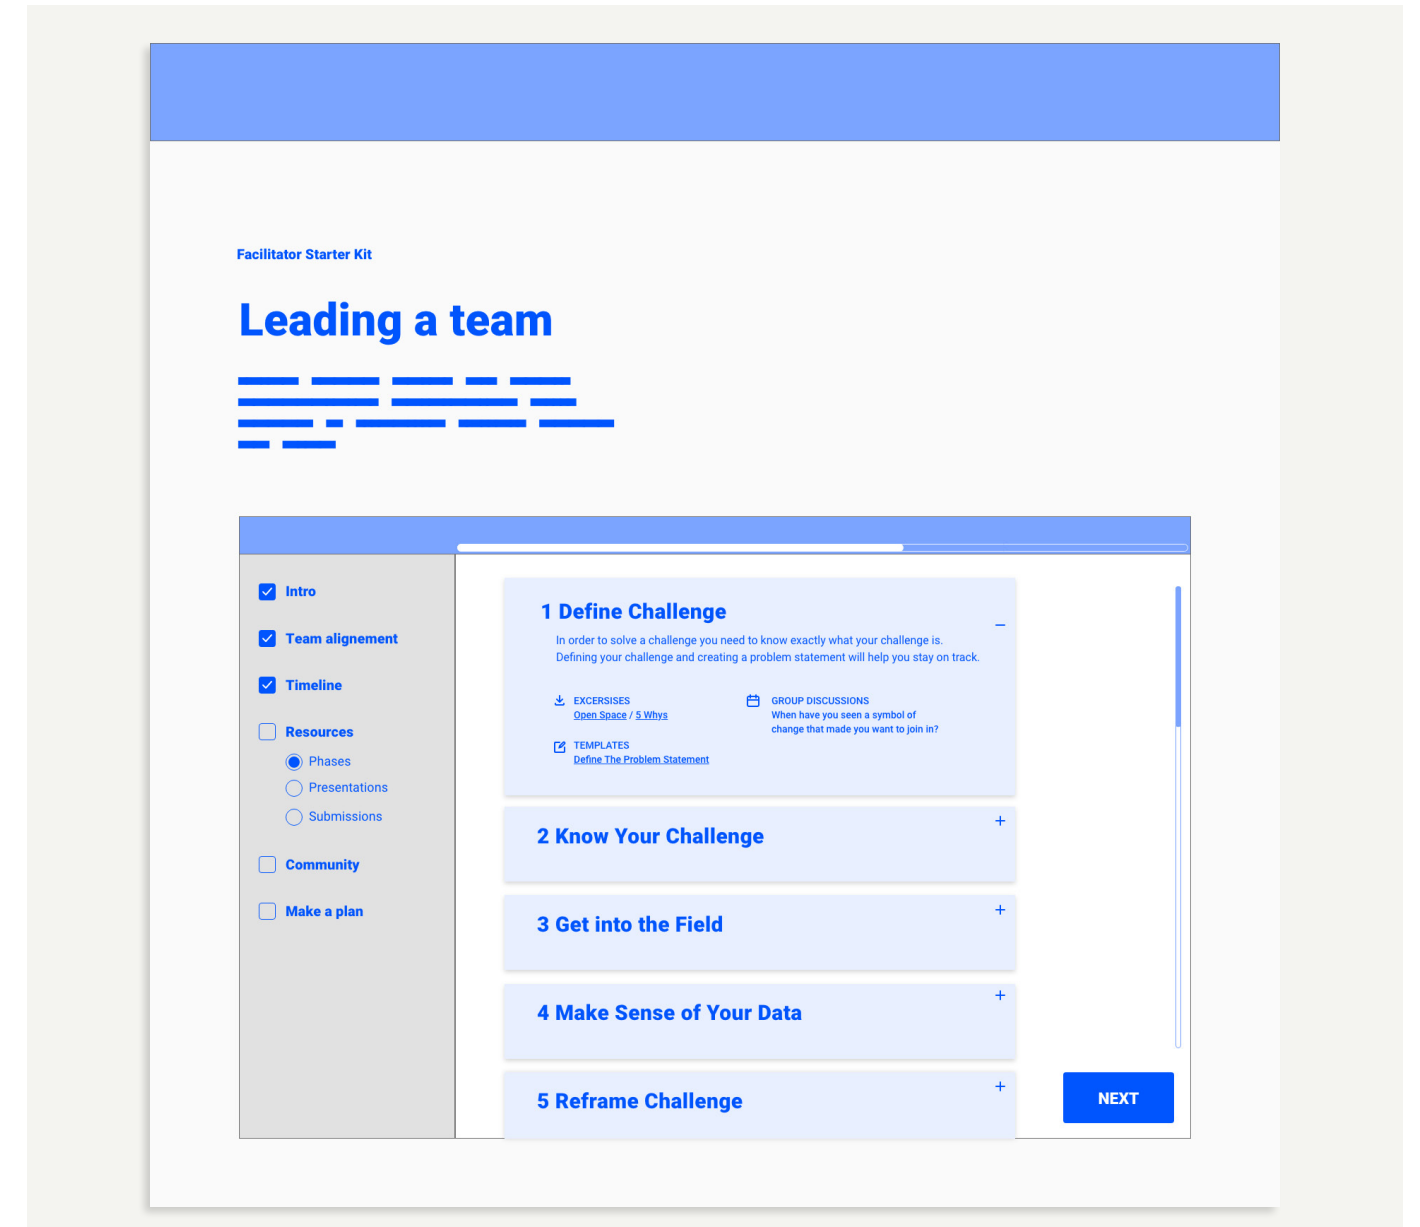 Facilitator Starter Kit
Leading a team
Intro
Team alignement
Timeline
Resources
Phases
Presentations
Submissions
Community
Make a plan
1 Define Challenge
In order to solve a challenge you need to know exactly what your challenge is.
Defining your challenge and creating a problem statement will help you stay on track.
EXCERSISES
Open Space / 5 Whys
TEMPLATES
Define The Problem Statement
GROUP DISCUSSIONS
When have you seen a symbol of
change that made you want to join in?
2 Know Your Challenge
3 Get into the Field
4 Make Sense of Your Data
5 Reframe Challenge
NEXT